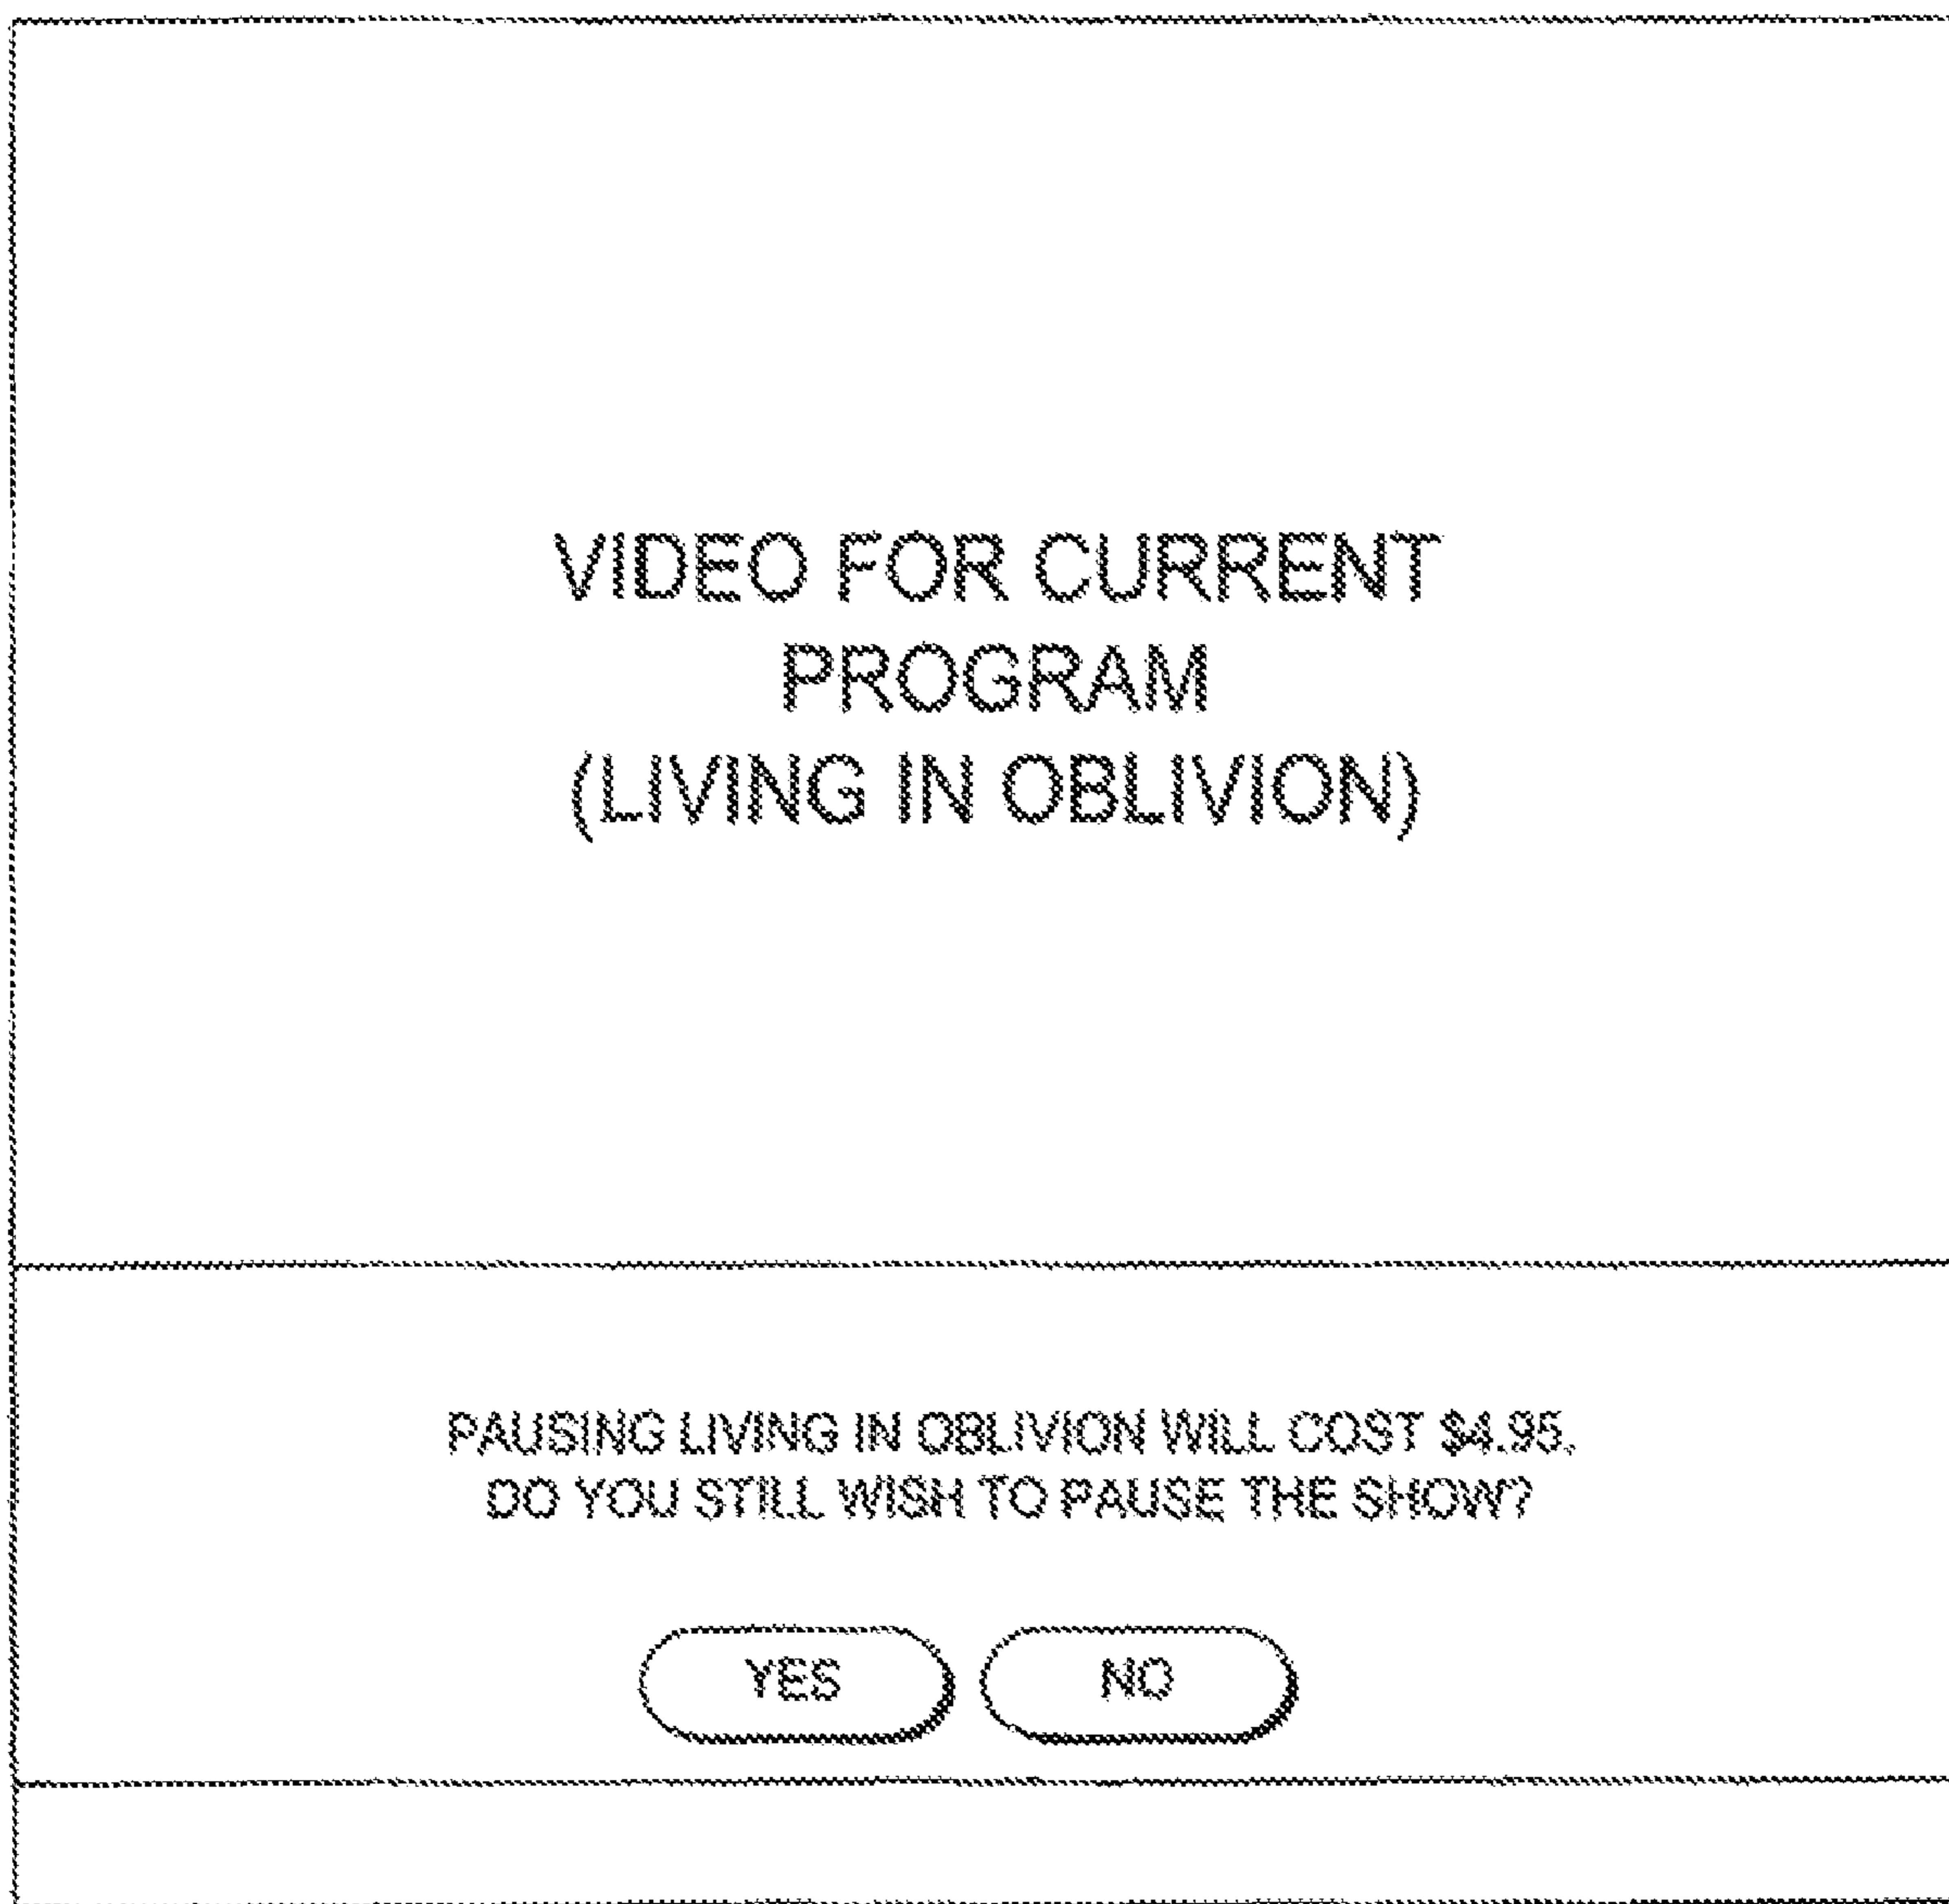 VIDEO FOR CURRENT
PROGRAM
(LIVING IN OBLIVION)
PAUSING LIVING IN OBLIVION WILL COST $4.95.
DO YOU STILL WISH TO PAUSE THE SHOW?
YES NO